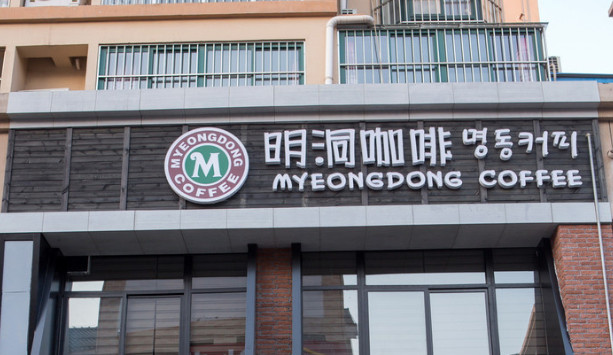 MYEONGDONG
M
COFFEE
明洞咖啡 명동커피
MYEONGDONG COFFEE